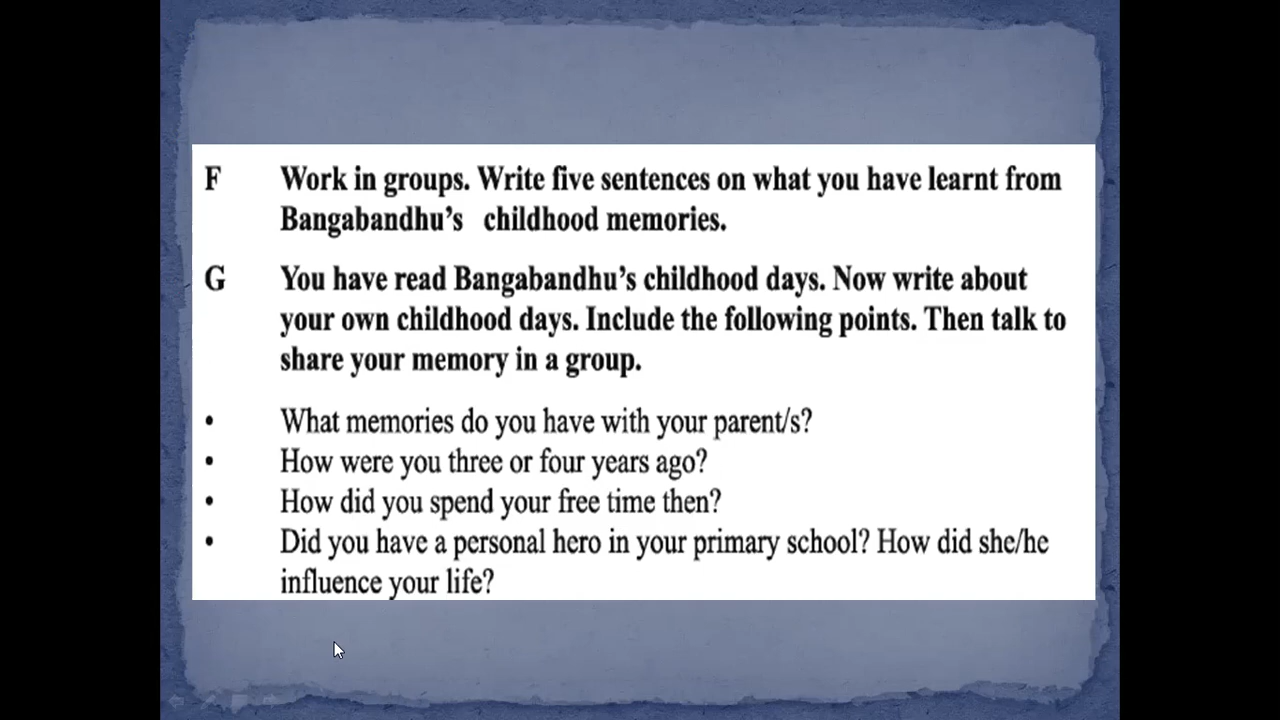 F Work in groups. Write five sentences on what you have learnt from
Bangabandhu's childhood memories.
G You have read Bangabandhu's childhood days. Now write about
your own childhood days. Include the following points. Then talk to
share your memory in a group.
• What memories do you have with your parent/s?
• How were you three or four years ago?
• How did you spend your free time then?
• Did you have a personal hero in your primary school? How did she/he
influence your life?